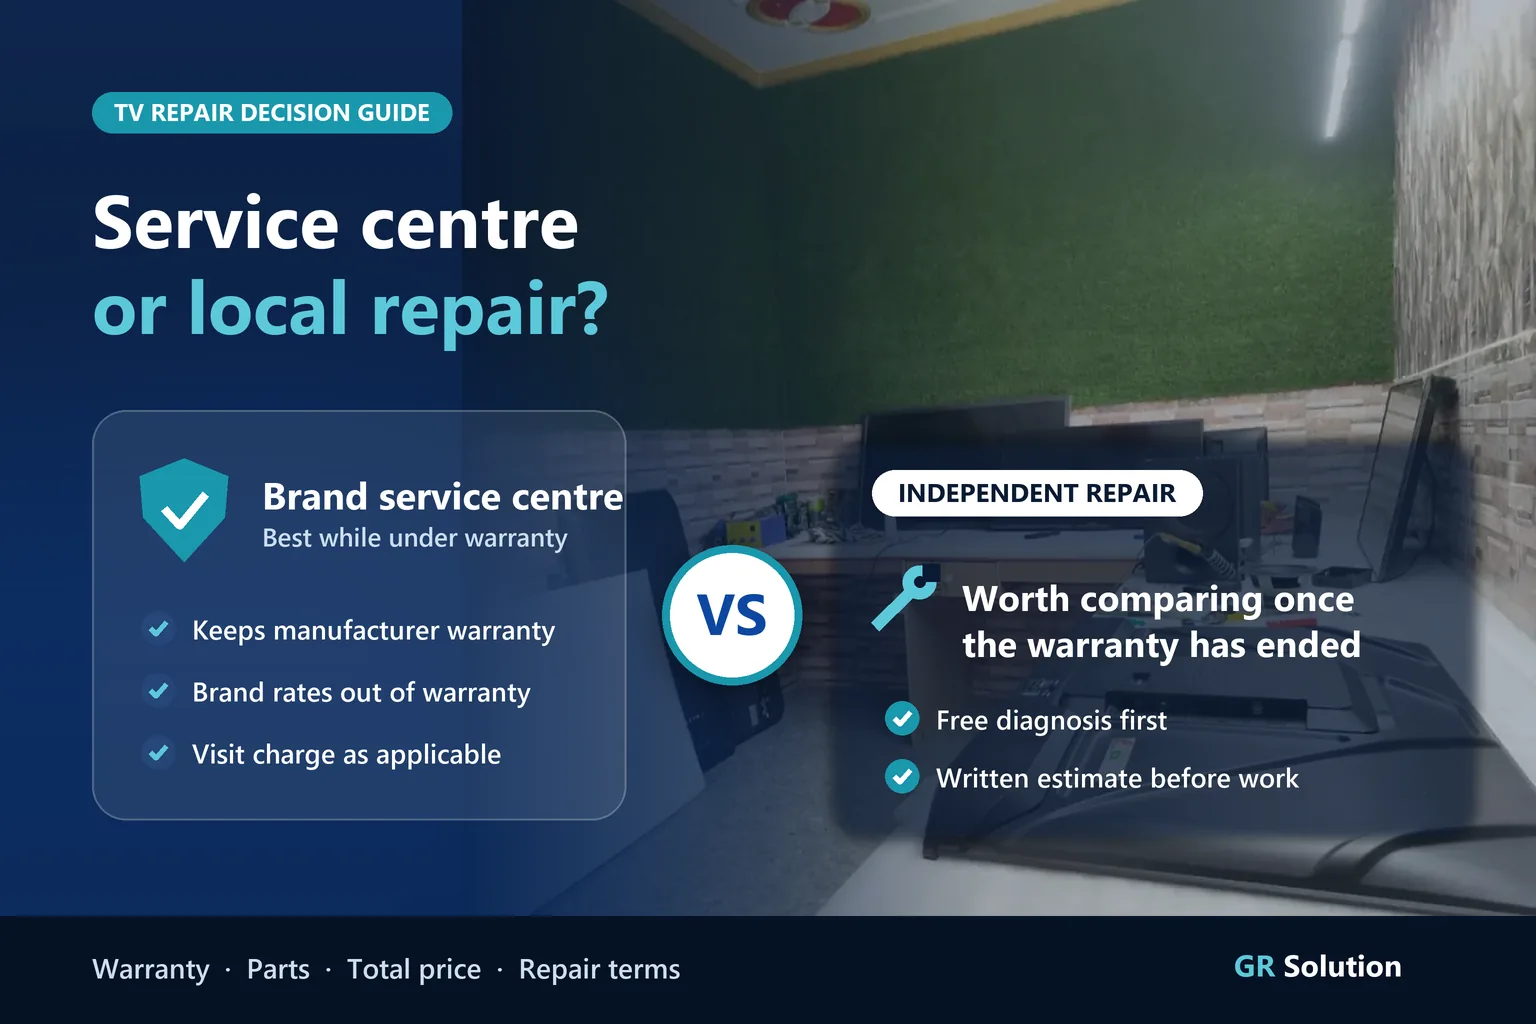 TV REPAIR DECISION GUIDE
Service centre
or local repair?
Brand service centre
Best while under warranty
Keeps manufacturer warranty
Brand rates out of warranty
Visit charge as applicable
VS
INDEPENDENT REPAIR
Worth comparing once
the warranty has ended
Free diagnosis first
Written estimate before work
Warranty · Parts · Total price · Repair terms
GR Solution